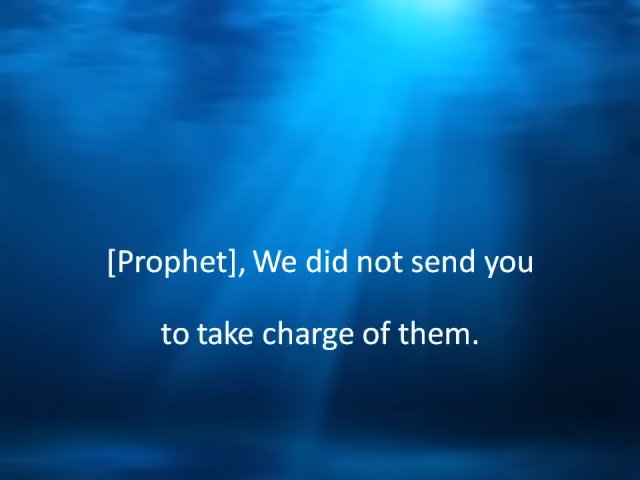 [Prophet], We did not send you
to take charge of them.